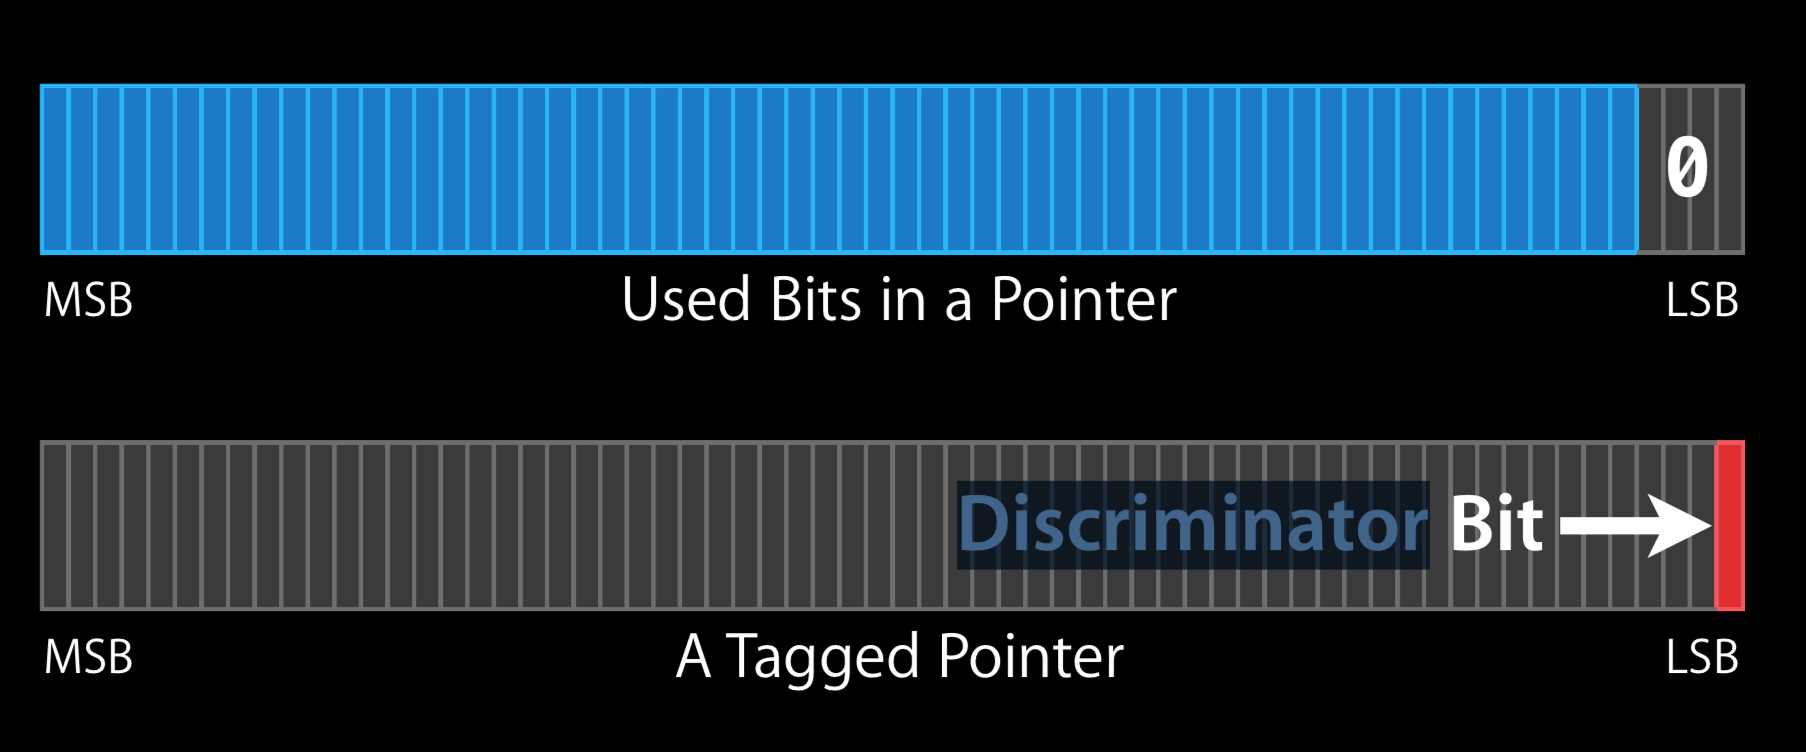 0
MSB
Used Bits in a Pointer
LSB
Discriminator Bit
MSB
A Tagged Pointer
LSB